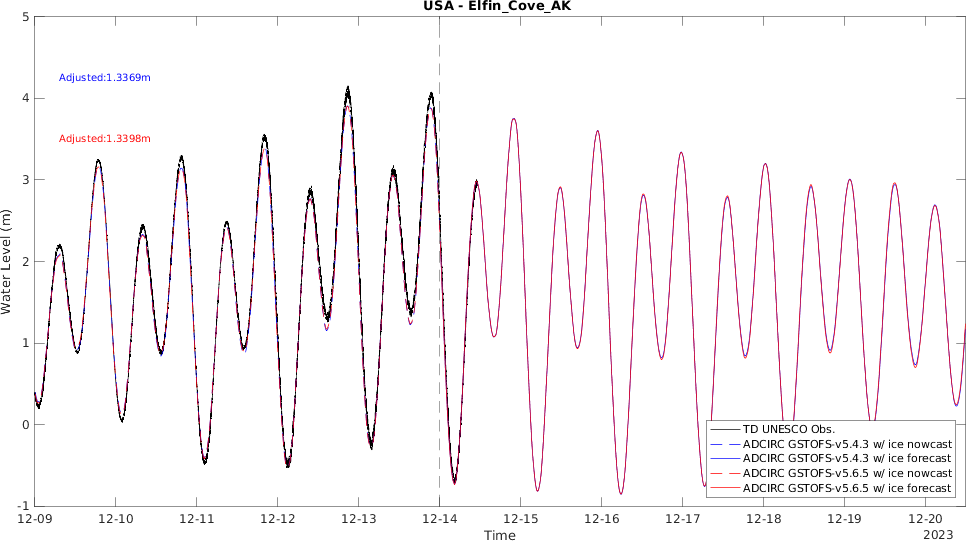 USA - Elfin_Cove_AK
Adjusted:1.3369m
Adjusted:1.3398m
Water Level (m)
5
4
3
2
1
0
-1
TD UNESCO Obs.
ADCIRC GSTOFS-v5.4.3 w/ ice nowcast
ADCIRC GSTOFS-v5.4.3 w/ ice forecast
ADCIRC GSTOFS-v5.6.5 w/ ice nowcast
ADCIRC GSTOFS-v5.6.5 w/ ice forecast
12-09 12-10 12-11 12-12 12-13 12-14 12-15 12-16 12-17 12-18 12-19 12-20
2023
Time